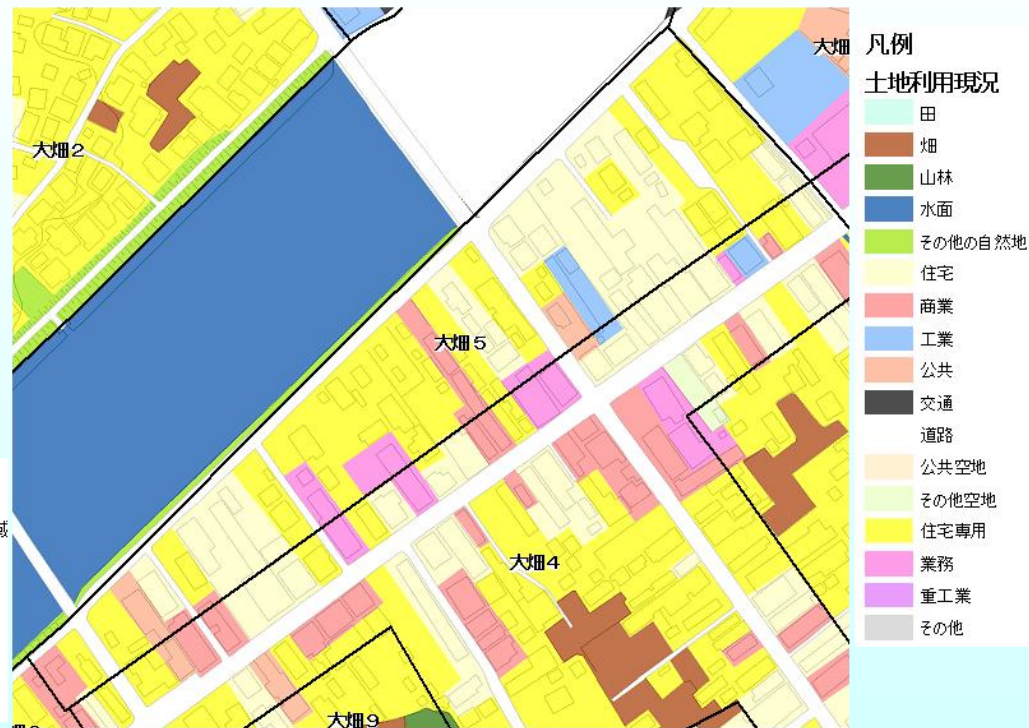 大畑
大畑2
大畑5
大畑4
大畑9
域
凡例
土地利用現況
田
畑
山林
水面
その他の自然地
住宅
商業
工業
公共
交通
道路
公共空地
その他空地
住宅専用
業務
重工業
その他